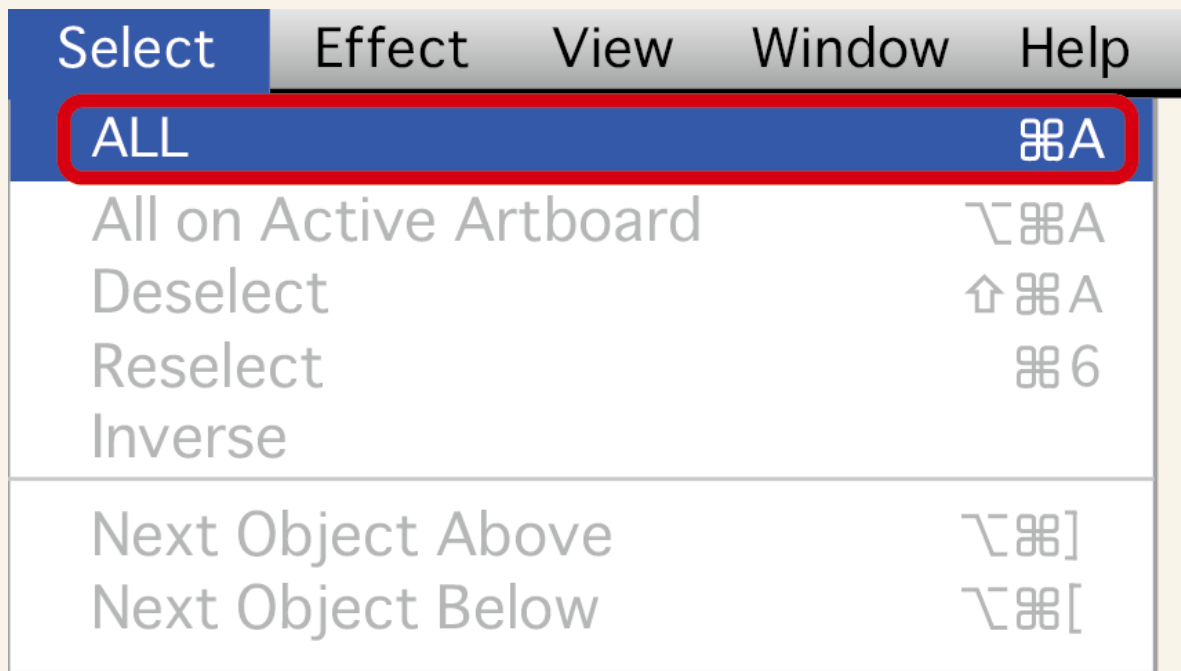 Select Effect View Window Help
ALL ⌘A
All on Active Artboard ⌥⌘A
Deselect ⇧⌘A
Reselect ⌘6
Inverse
Next Object Above ⌥⌘]
Next Object Below ⌥⌘[